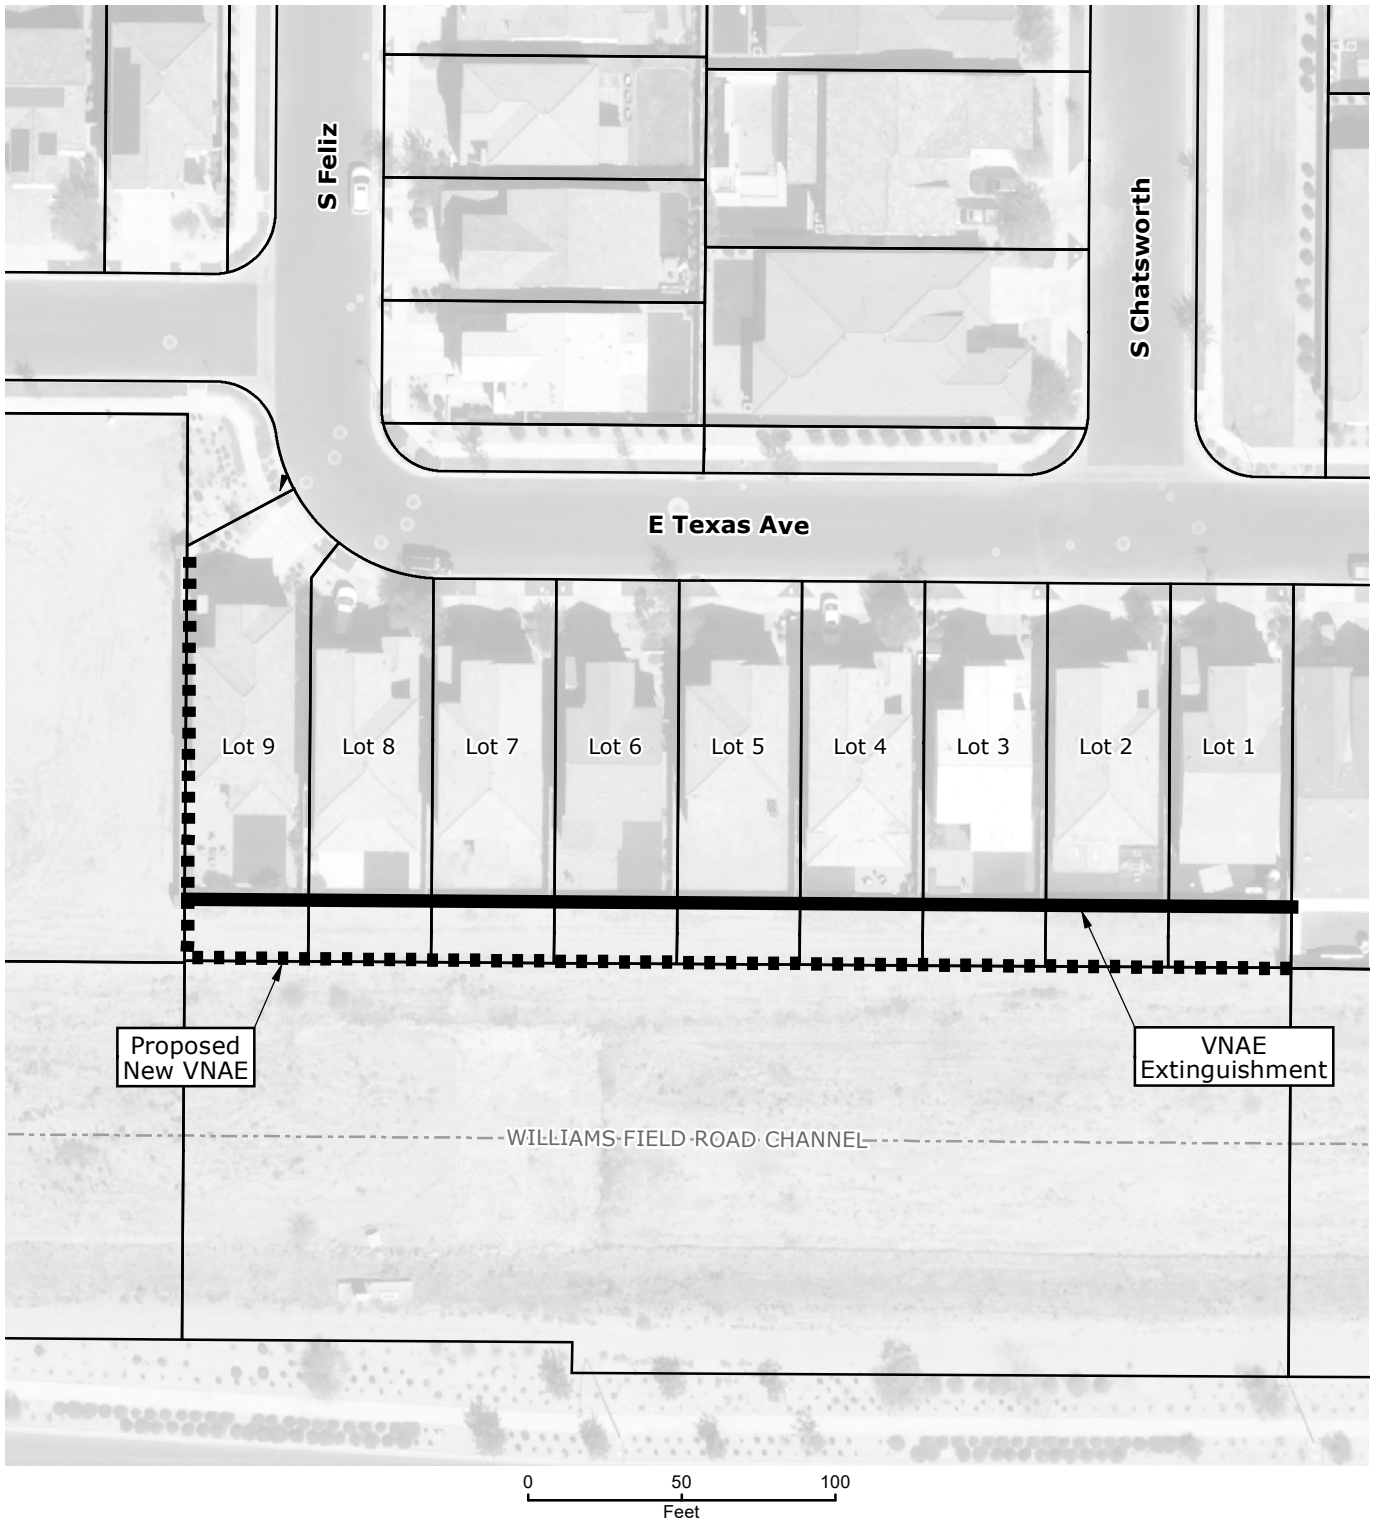 S Feliz
S Chatsworth
E Texas Ave
Lot 9
Lot 8
Lot 7
Lot 6
Lot 5
Lot 4
Lot 3
Lot 2
Lot 1
Proposed
New VNAE
VNAE
Extinguishment
WILLIAMS FIELD ROAD CHANNEL
0
50
100
Feet